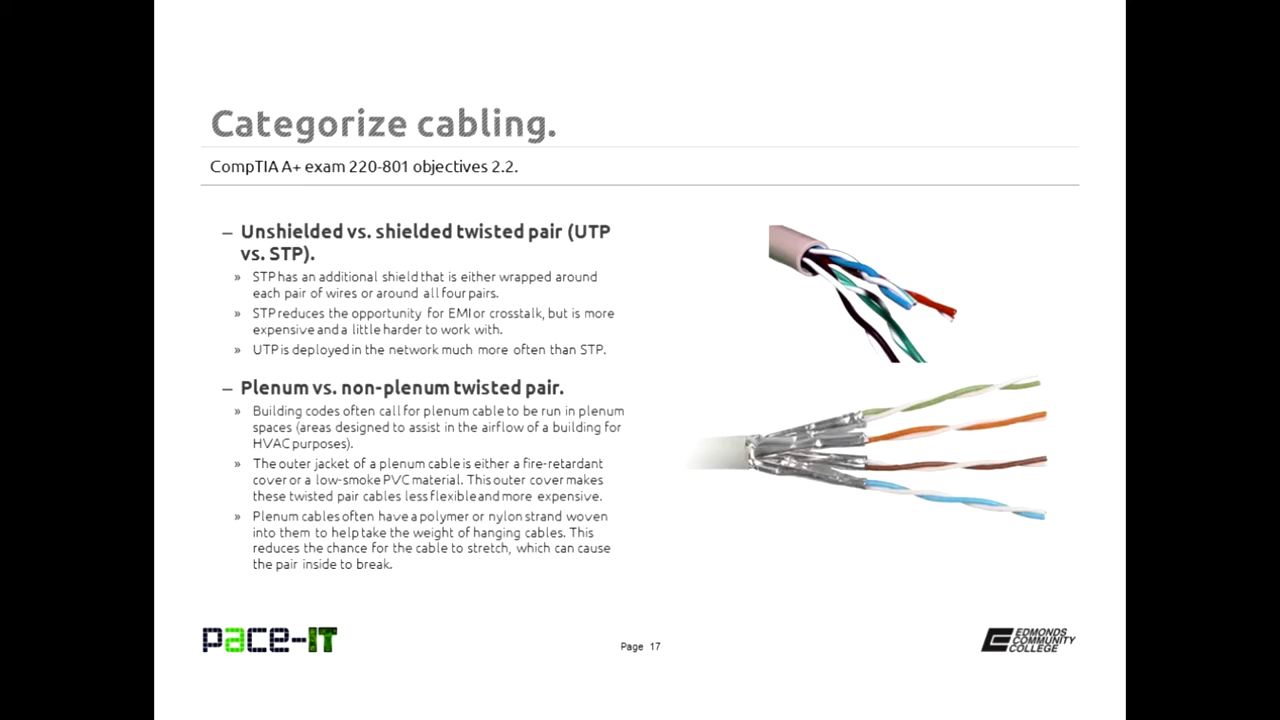 Categorize cabling.
CompTIA A+ exam 220-801 objectives 2.2.
– Unshielded vs. shielded twisted pair (UTP
vs. STP).
» STP has an additional shield that is either wrapped around
each pair of wires or around all four pairs.
» STP reduces the opportunity for EMI or crosstalk, but is more
expensive and a little harder to work with.
» UTP is deployed in the network much more often than STP.
– Plenum vs. non-plenum twisted pair.
» Building codes often call for plenum cable to be run in plenum
spaces (areas designed to assist in the airflow of a building for
HVAC purposes).
» The outer jacket of a plenum cable is either a fire-retardant
cover or a low-smoke PVC material. This outer cover makes
these twisted pair cables less flexible and more expensive.
» Plenum cables often have a polymer or nylon strand woven
into them to help take the weight of hanging cables. This
reduces the chance for the cable to stretch, which can cause
the pair inside to break.
pace-IT
Page 17
EDMONDS
COMMUNITY
COLLEGE